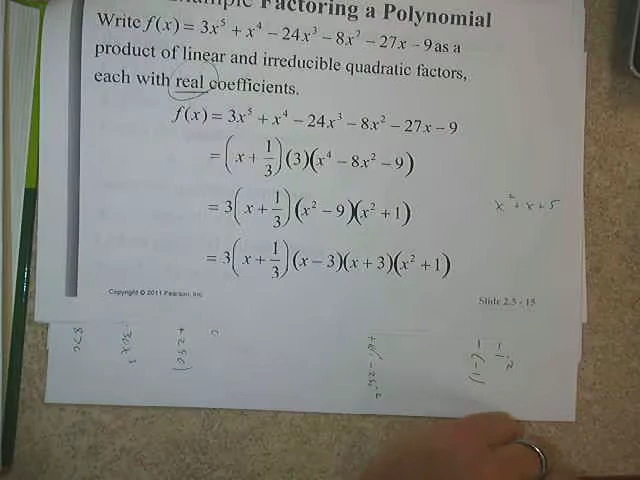 Factoring a Polynomial
Write f(x) = 3x⁵ + x⁴ − 24x³ − 8x² − 27x − 9 as a
product of linear and irreducible quadratic factors,
each with real coefficients.
f(x) = 3x⁵ + x⁴ − 24x³ − 8x² − 27x − 9
= (x + 1/3)(3)(x⁴ − 8x² − 9)
= 3(x + 1/3)(x² − 9)(x² + 1)
x² + x + 5
= 3(x + 1/3)(x − 3)(x + 3)(x² + 1)
Copyright © 2011 Pearson, Inc.
Slide 2.5 - 15